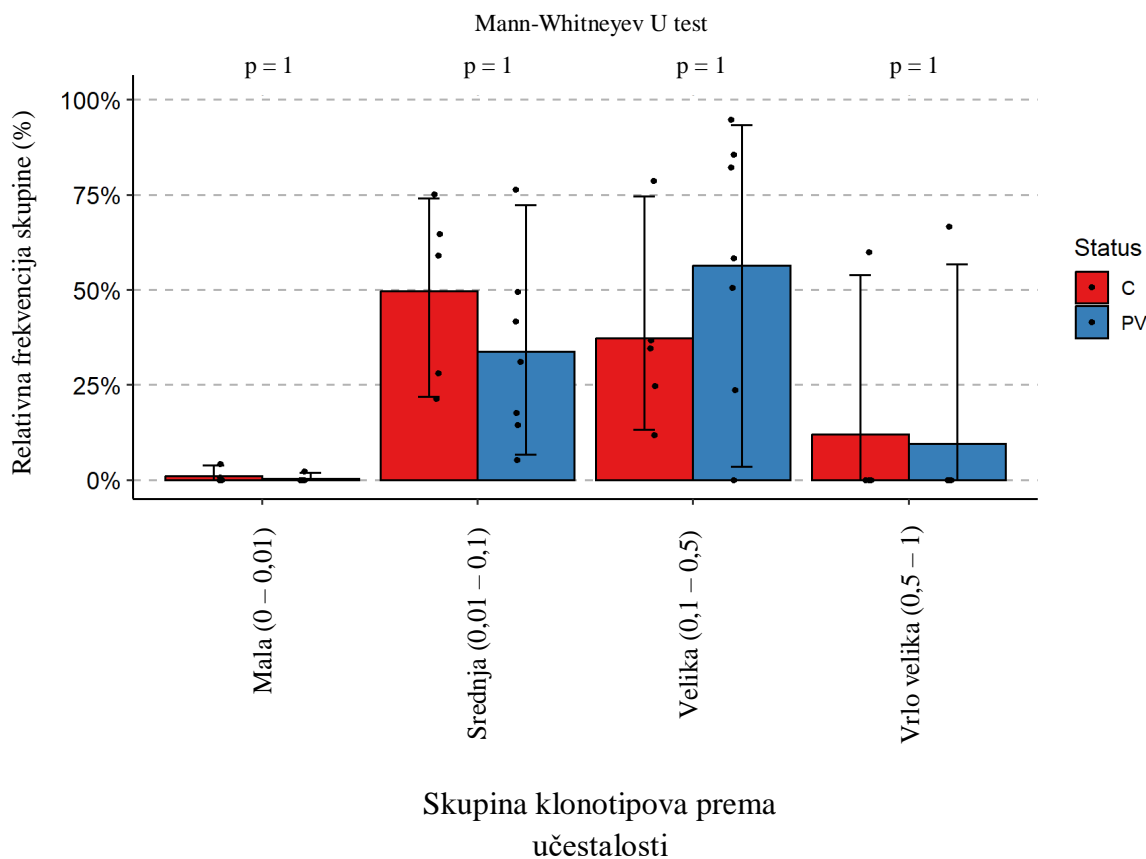 Mann-Whitneyev U test
p = 1
p = 1
p = 1
p = 1
Relativna frekvencija skupine (%)
100%
75%
50%
25%
0%
Status
C
PV
Mala (0 – 0,01)
Srednja (0,01 – 0,1)
Velika (0,1 – 0,5)
Vrlo velika (0,5 – 1)
Skupina klonotipova prema
učestalosti